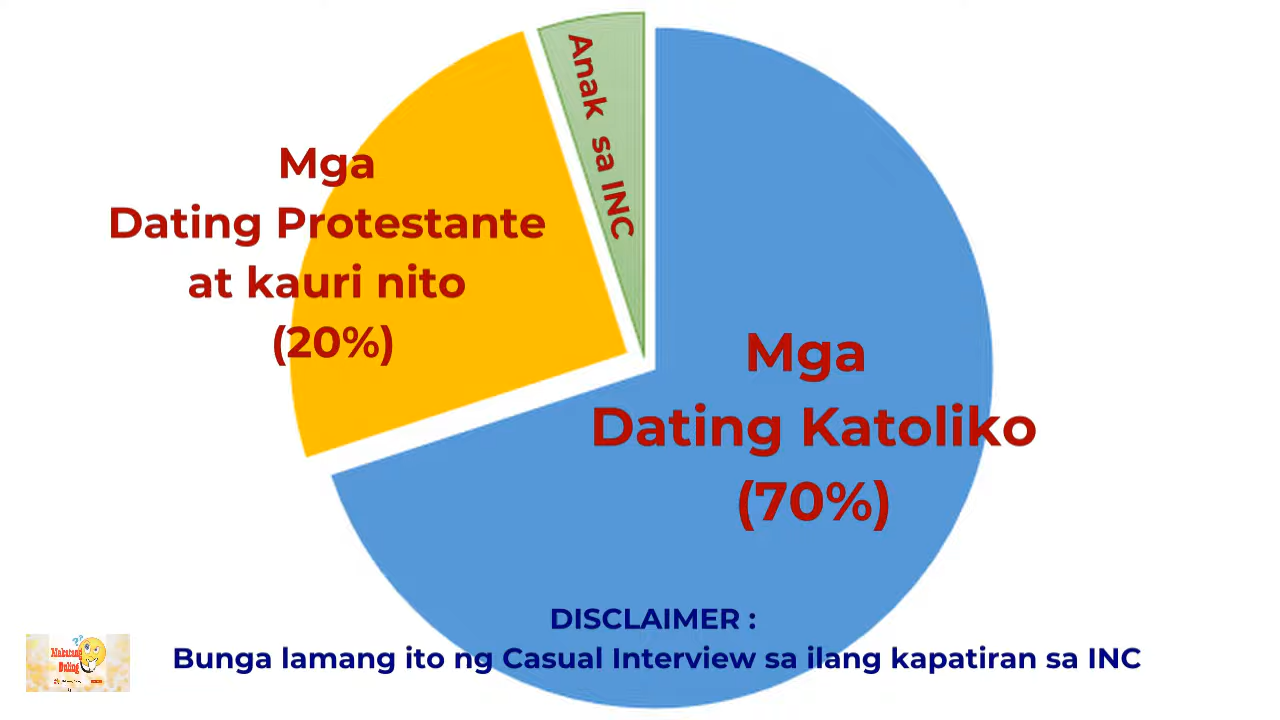 Anak sa INC
Mga
Dating Protestante
at kauri nito
(20%)
Mga
Dating Katoliko
(70%)
DISCLAIMER :
Bunga lamang ito ng Casual Interview sa ilang kapatiran sa INC
??
Makatang